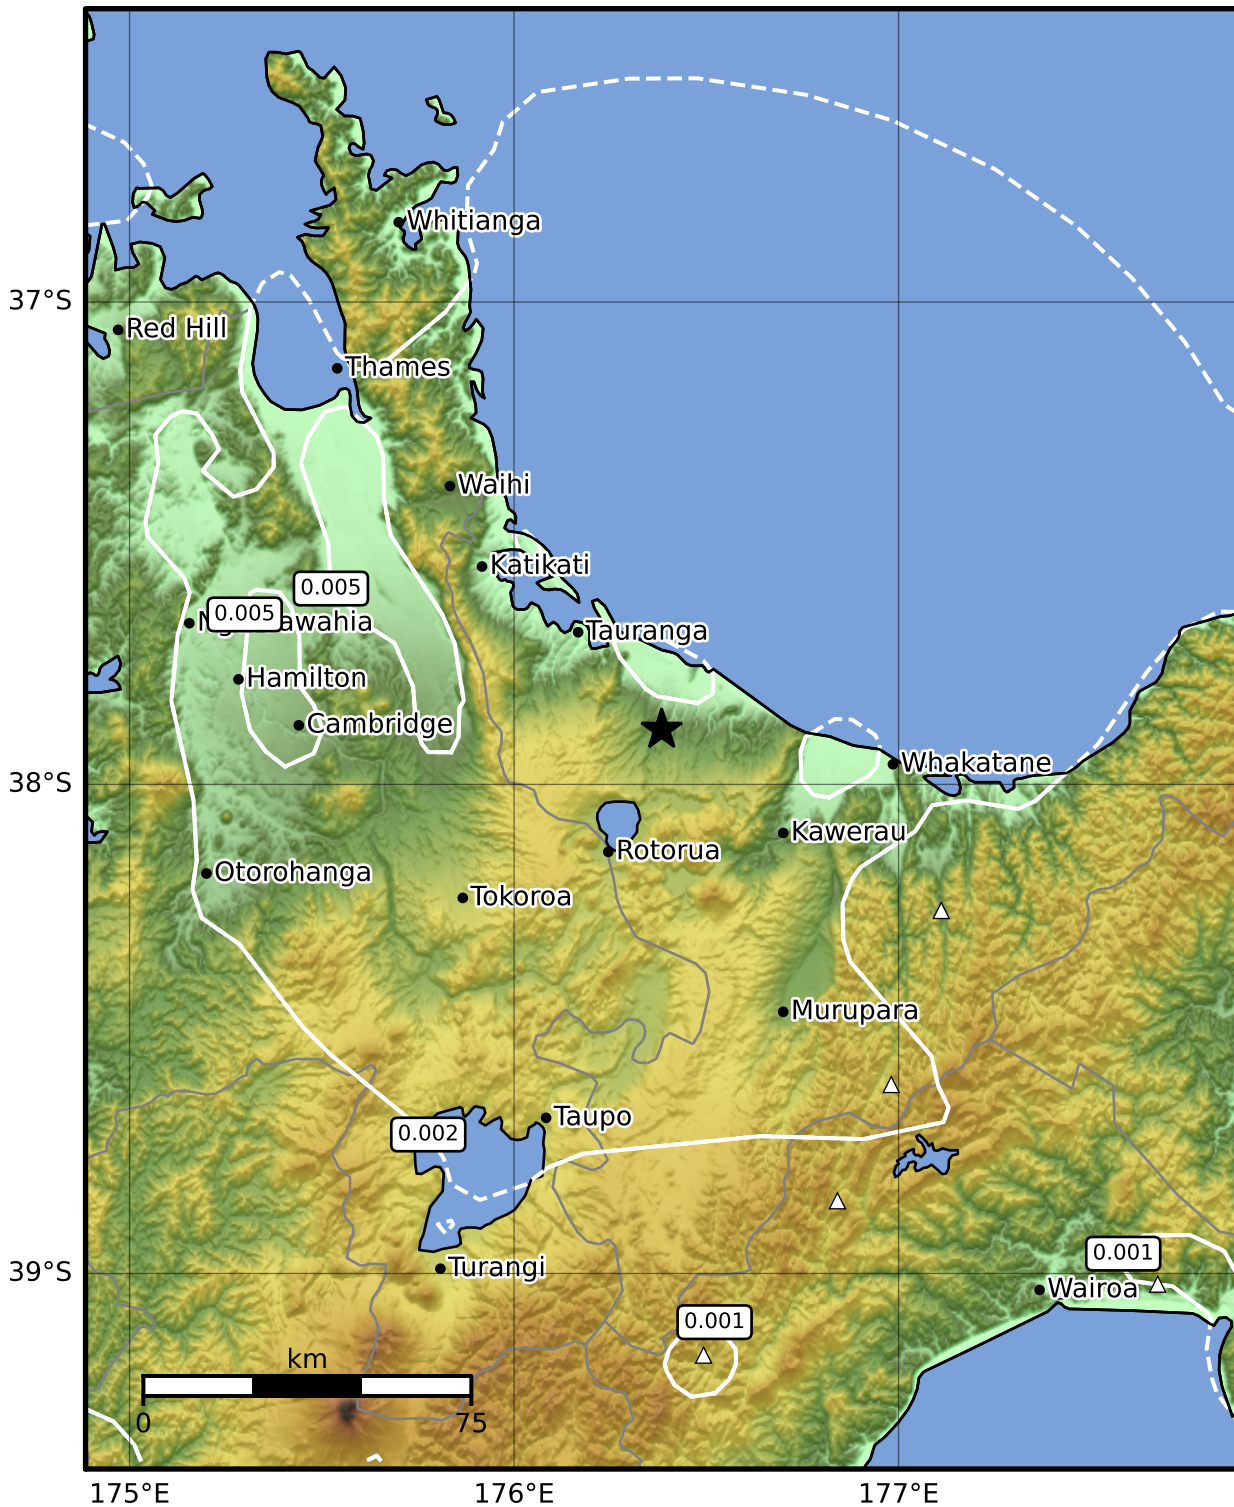 Whitianga
37°S
Red Hill
Thames
Waihi
Katikati
0.005
0.005
Tauranga
Hamilton
Cambridge
Whakatane
38°S
Kawerau
Rotorua
Otorohanga
Tokoroa
Murupara
Taupo
0.002
0.001
Turangi
39°S
Wairoa
0.001
km
0
75
175°E
176°E
177°E